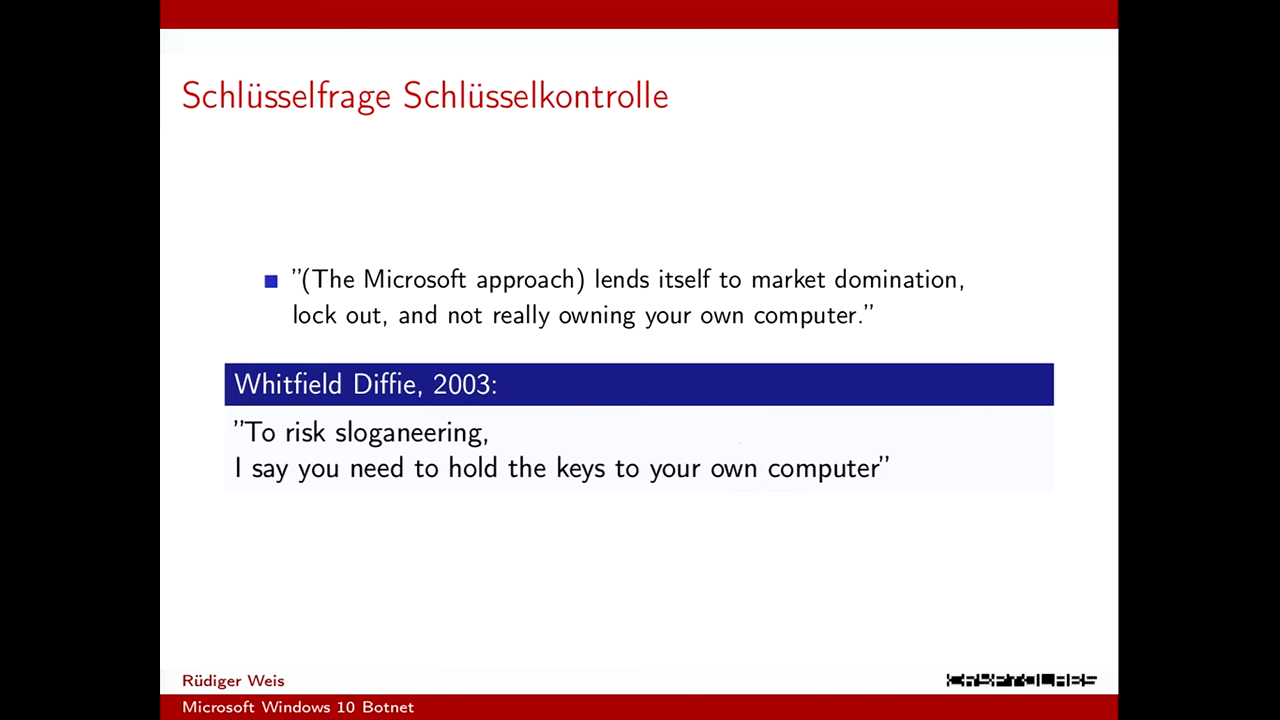 Schlüsselfrage Schlüsselkontrolle
”(The Microsoft approach) lends itself to market domination,
lock out, and not really owning your own computer.”
Whitfield Diffie, 2003:
”To risk sloganeering,
I say you need to hold the keys to your own computer”
Rüdiger Weis
CRYPTOLABS
Microsoft Windows 10 Botnet